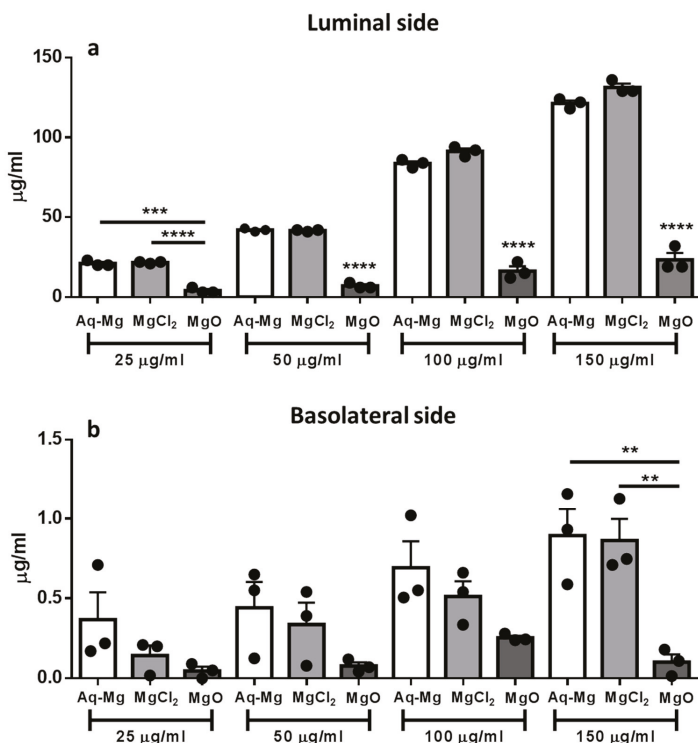 Luminal side
a
150
100
50
0
µg/ml
***
****
****
****
****
Aq-Mg MgCl₂ MgO Aq-Mg MgCl₂ MgO Aq-Mg MgCl₂ MgO Aq-Mg MgCl₂ MgO
25 µg/ml 50 µg/ml 100 µg/ml 150 µg/ml
Basolateral side
b
1.5
1.0
0.5
0.0
µg/ml
**
**
Aq-Mg MgCl₂ MgO Aq-Mg MgCl₂ MgO Aq-Mg MgCl₂ MgO Aq-Mg MgCl₂ MgO
25 µg/ml 50 µg/ml 100 µg/ml 150 µg/ml